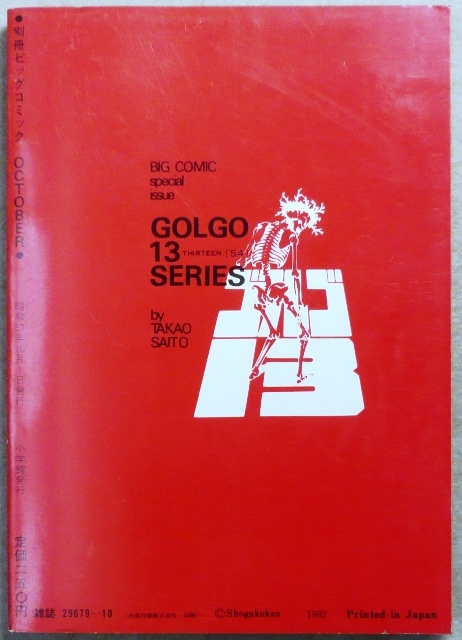 ●別冊ビッグコミック OCTOBER●
小学館発行
定価二五〇円
BIG COMIC
special
issue
GOLGO
13 THIRTEEN [54]
SERIES
by
TAKAO
SAITO
ゴルゴ
13
雑誌 29679-10
©Shogakukan
1982
Printed in Japan